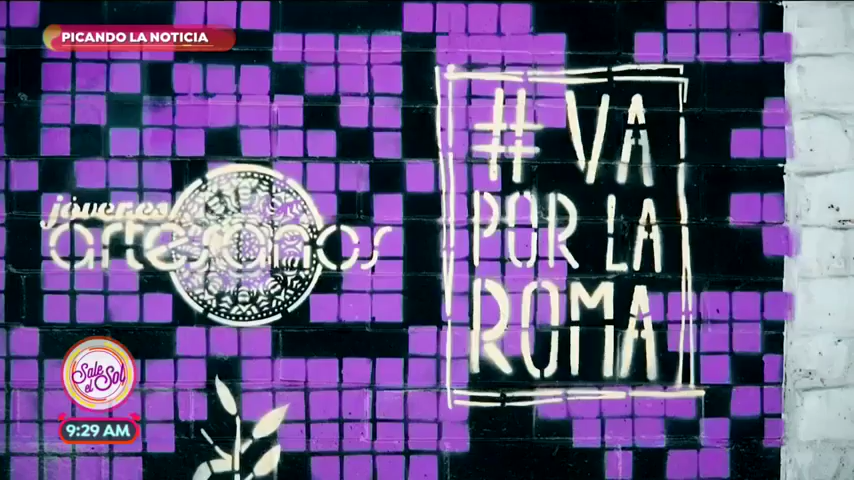 PICANDO LA NOTICIA
#VA
POR LA
ROMA
jóvenes
artesanos
Sale
el Sol
9:29 AM